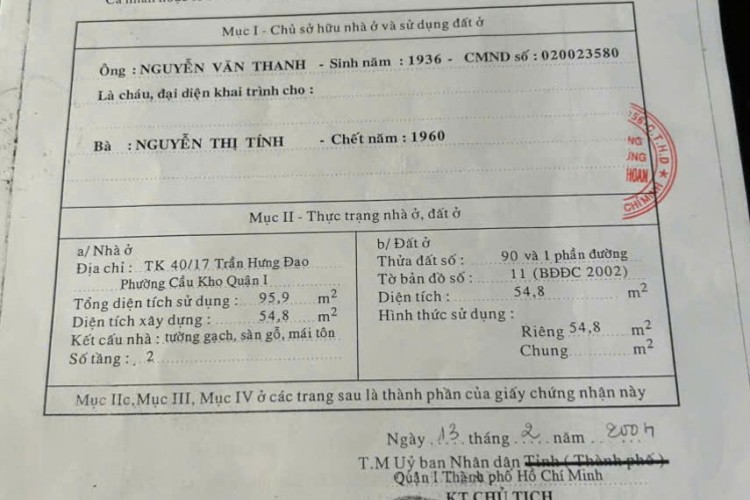 Mục I - Chủ sở hữu nhà ở và sử dụng đất ở
Ông : NGUYỄN VĂN THANH - Sinh năm : 1936 - CMND số : 020023580
Là cháu, đại diện khai trình cho :
Bà : NGUYỄN THỊ TÍNH - Chết năm : 1960
Mục II - Thực trạng nhà ở, đất ở
a/ Nhà ở
Địa chỉ : TK 40/17 Trần Hưng Đạo
Phường Cầu Kho Quận I
Tổng diện tích sử dụng : 95,9 m2
Diện tích xây dựng : 54,8 m2
Kết cấu nhà : tường gạch, sàn gỗ, mái tôn
Số tầng : 2
b/ Đất ở
Thửa đất số : 90 và 1 phần đường
Tờ bản đồ số : 11 (BĐĐC 2002)
Diện tích : 54,8 m2
Hình thức sử dụng :
Riêng 54,8 m2
Chung m2
Mục IIc, Mục III, Mục IV ở các trang sau là thành phần của giấy chứng nhận này
Ngày 13 tháng 2 năm 2004
T.M Uỷ ban Nhân dân Tỉnh ( Thành phố )
Quận I Thành phố Hồ Chí Minh
KT CHỦ TỊCH